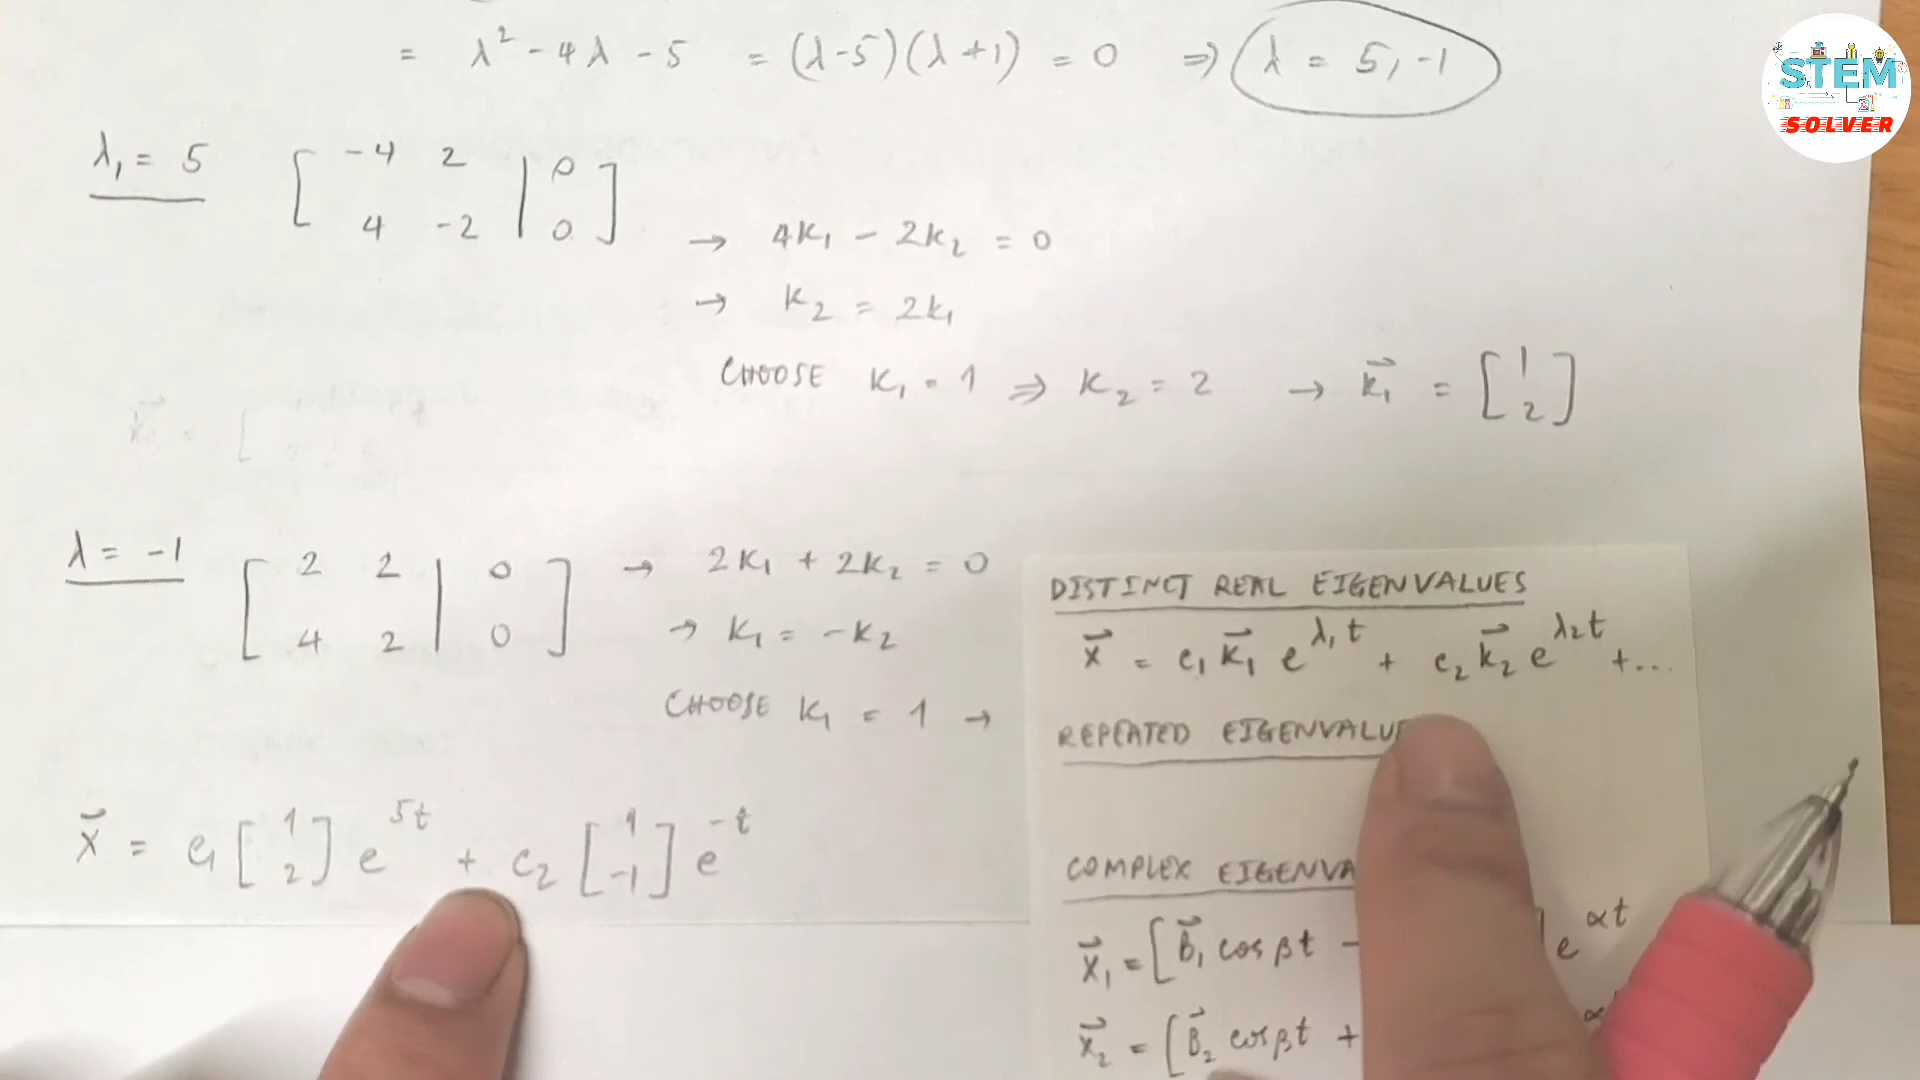 = λ² - 4λ - 5 = (λ-5)(λ+1) = 0 ⇒ λ = 5, -1
STEM
SOLVER
λ₁ = 5 [ -4 2 | 0
4 -2 | 0 ]
→ 4K₁ - 2K₂ = 0
→ K₂ = 2K₁
CHOOSE K₁ = 1 ⇒ K₂ = 2 → K⃗₁ = [ 1
2 ]
λ = -1 [ 2 2 | 0
4 2 | 0 ]
→ 2K₁ + 2K₂ = 0
→ K₁ = -K₂
CHOOSE K₁ = 1 →
x⃗ = c₁ [ 1
2 ] e^5t + c₂ [ 1
-1 ] e^-t
DISTINCT REAL EIGENVALUES
x⃗ = c₁ K⃗₁ e^λ₁t + c₂ K⃗₂ e^λ₂t + ...
REPEATED
COMPLEX
x⃗₁ = [ B⃗₁ cos βt - ] e^αt
x⃗₂ = [ B⃗₂ cos βt +